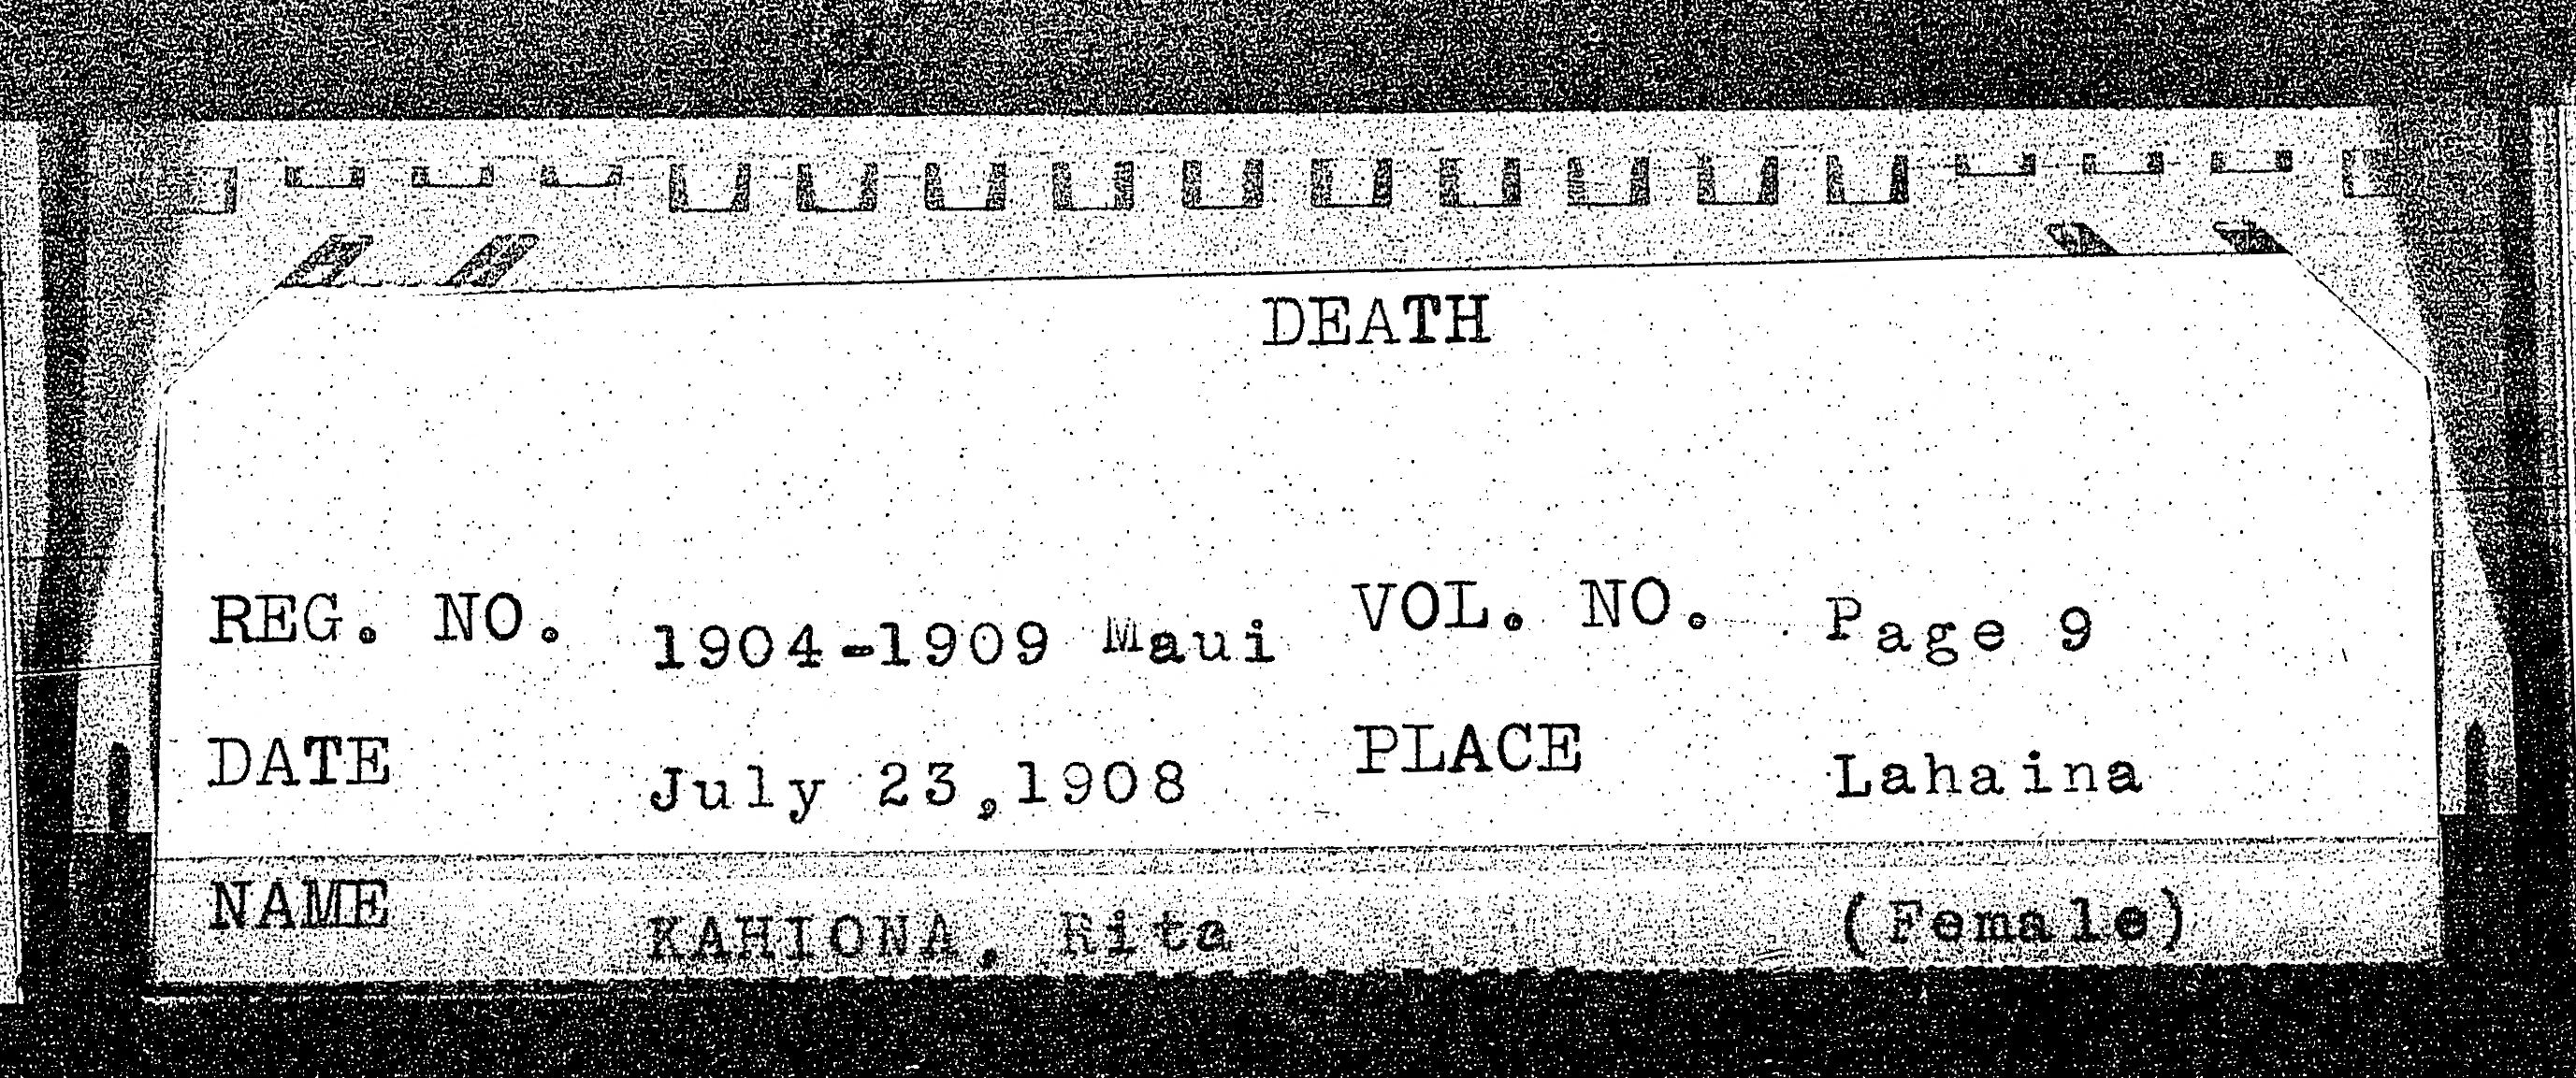 DEATH
REG. NO. 1904-1909 Maui VOL. NO. Page 9
DATE July 23,1908 PLACE Lahaina
NAME KAHIONA, Rita (Female)